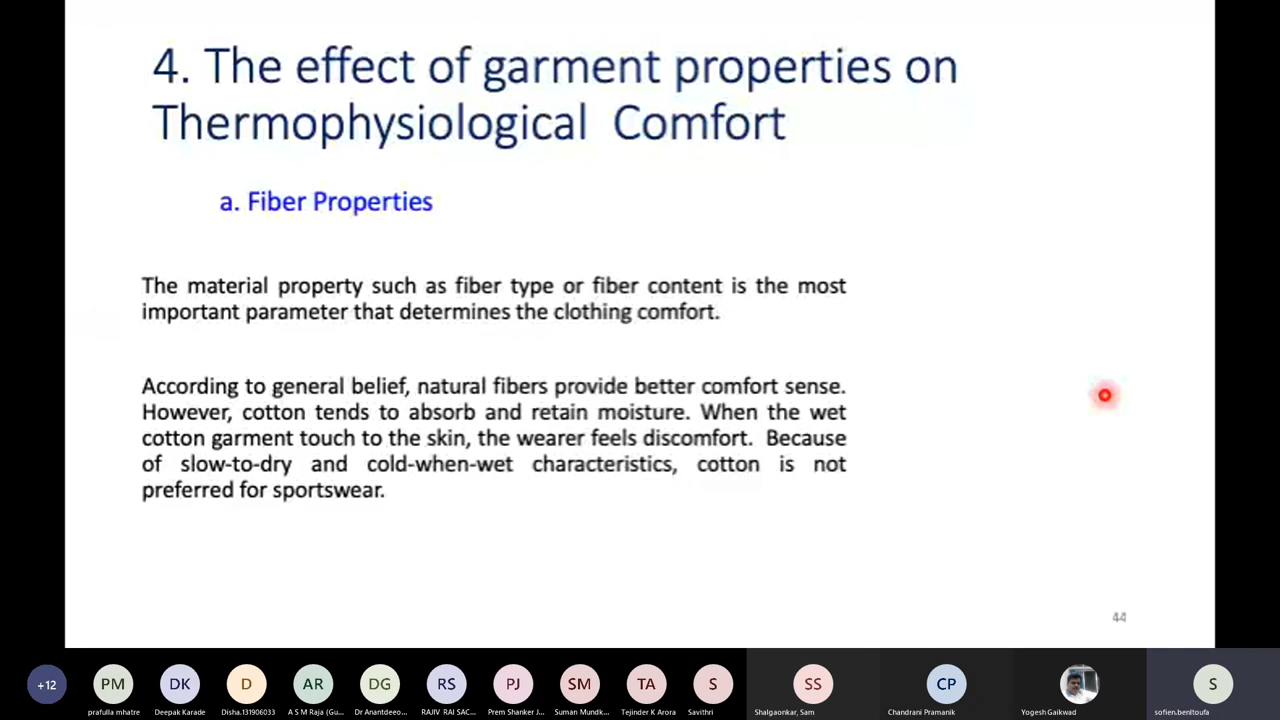 4. The effect of garment properties on
Thermophysiological Comfort
a. Fiber Properties
The material property such as fiber type or fiber content is the most
important parameter that determines the clothing comfort.
According to general belief, natural fibers provide better comfort sense.
However, cotton tends to absorb and retain moisture. When the wet
cotton garment touch to the skin, the wearer feels discomfort. Because
of slow-to-dry and cold-when-wet characteristics, cotton is not
preferred for sportswear.
44
+12 PM DK D AR DG RS PJ SM TA S SS CP S
prafulla mhatre Deepak Karade Disha.131906033 A S M Raja (Gu... Dr Anantdeeo... RAJIV RAI SAC... Prem Shanker J... Suman Mundk... Tejinder K Arora Savithri Shalgaonkar, Sam Chandrani Pramanik Yogesh Gaikwad sofien.benltoufa